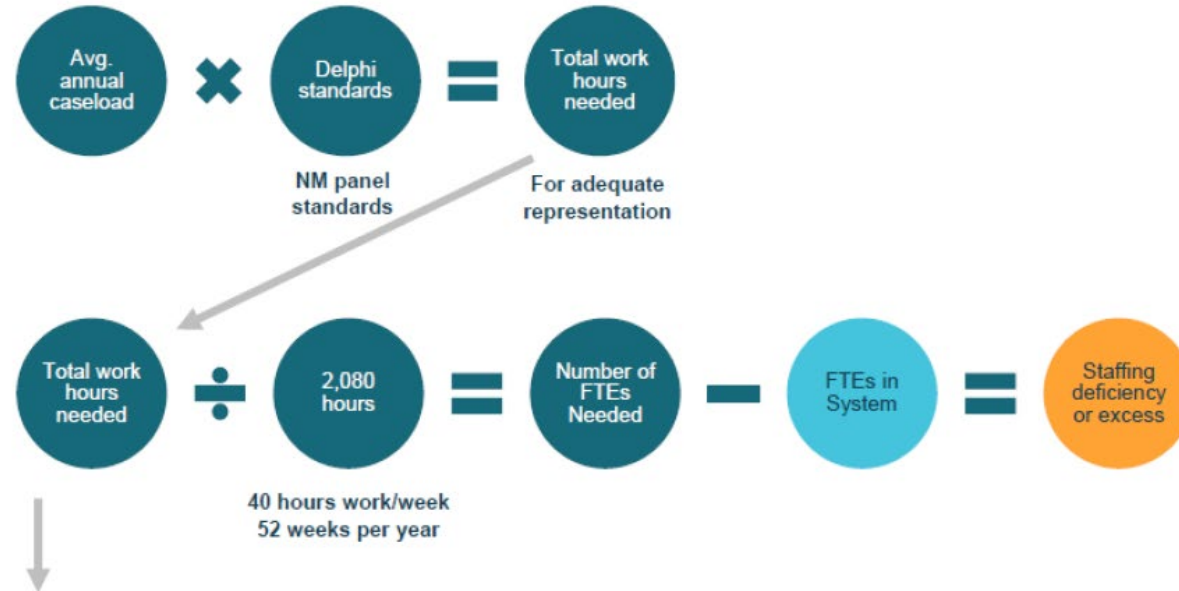 Avg.
annual
caseload
Delphi
standards
Total work
hours
needed
NM panel
standards
For adequate
representation
Total work
hours
needed
2,080
hours
Number of
FTEs
Needed
FTEs in
System
Staffing
deficiency
or excess
40 hours work/week
52 weeks per year